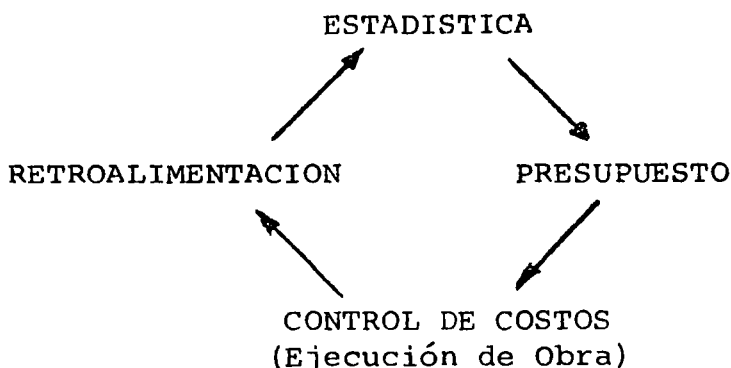 ESTADISTICA
RETROALIMENTACION PRESUPUESTO
CONTROL DE COSTOS
(Ejecución de Obra)